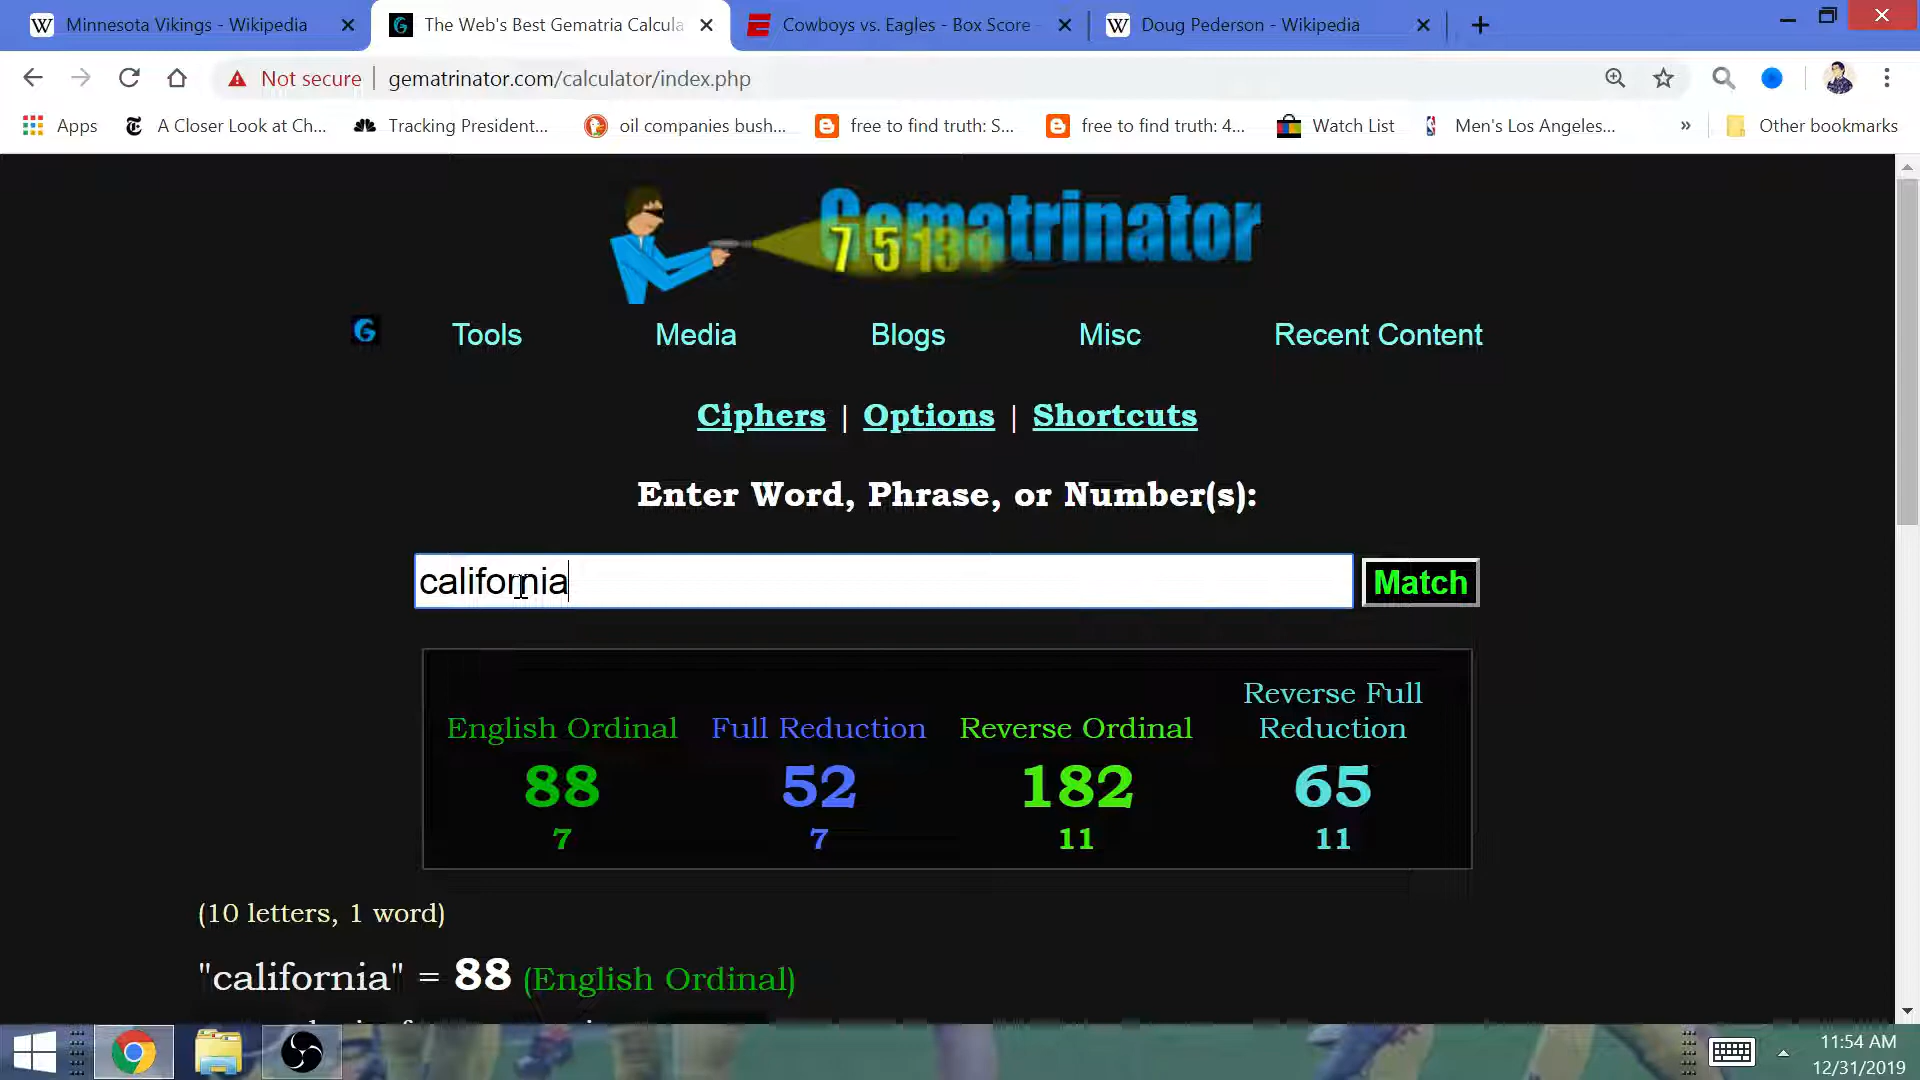 Minnesota Vikings - Wikipedia
The Web's Best Gematria Calcula
Cowboys vs. Eagles - Box Score -
Doug Pederson - Wikipedia
Not secure
gematrinator.com/calculator/index.php
Apps
A Closer Look at Ch...
Tracking President...
oil companies bush...
free to find truth: S...
free to find truth: 4...
Watch List
Men's Los Angeles...
»
Other bookmarks
Gematrinator
7 5 13
Tools
Media
Blogs
Misc
Recent Content
Ciphers | Options | Shortcuts
Enter Word, Phrase, or Number(s):
california
Match
English Ordinal
Full Reduction
Reverse Ordinal
Reverse Full
Reduction
88
52
182
65
7
7
11
11
(10 letters, 1 word)
"california" = 88 (English Ordinal)
11:54 AM
12/31/2019